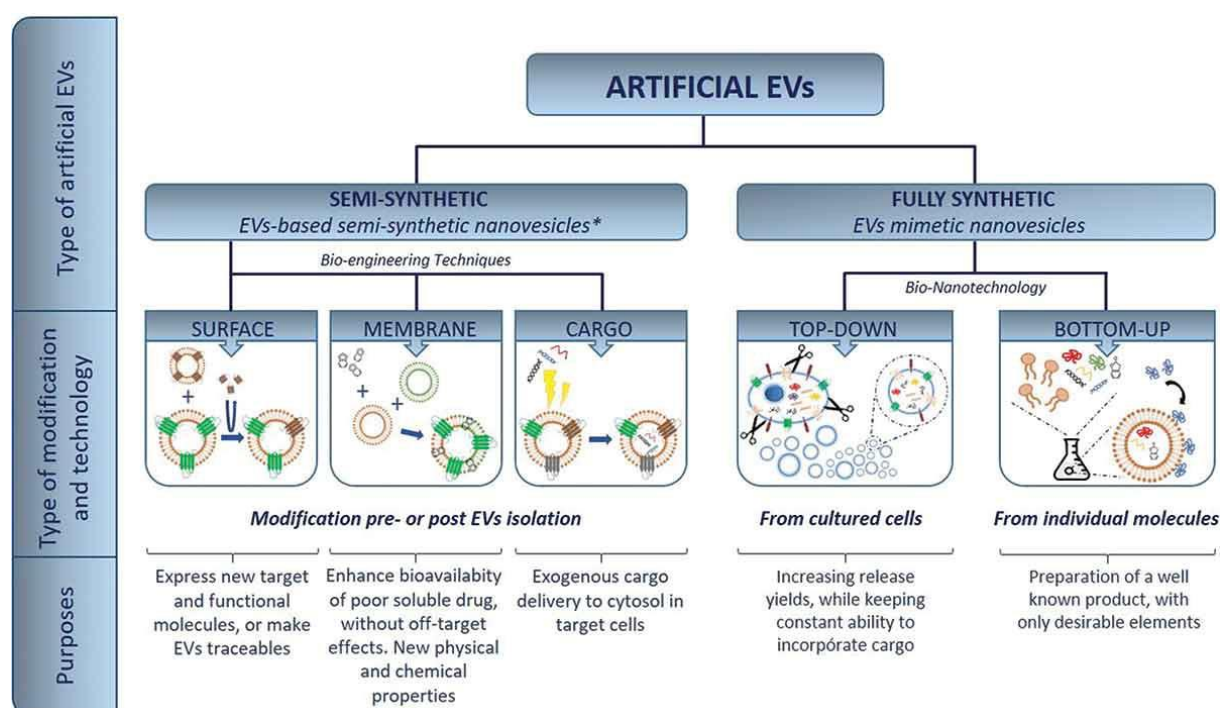 Type of artificial EVs
ARTIFICIAL EVs
SEMI-SYNTHETIC
EVs-based semi-synthetic nanovesicles*
FULLY SYNTHETIC
EVs mimetic nanovesicles
Bio-engineering Techniques
Bio-Nanotechnology
Type of modification
and technology
SURFACE
MEMBRANE
CARGO
TOP-DOWN
BOTTOM-UP
+
+
+
Modification pre- or post EVs isolation
From cultured cells
From individual molecules
Purposes
Express new target
and functional
molecules, or make
EVs traceables
Enhance bioavailabity
of poor soluble drug,
without off-target
effects. New physical
and chemical
properties
Exogenous cargo
delivery to cytosol in
target cells
Increasing release
yields, while keeping
constant ability to
incorpórate cargo
Preparation of a well
known product, with
only desirable elements